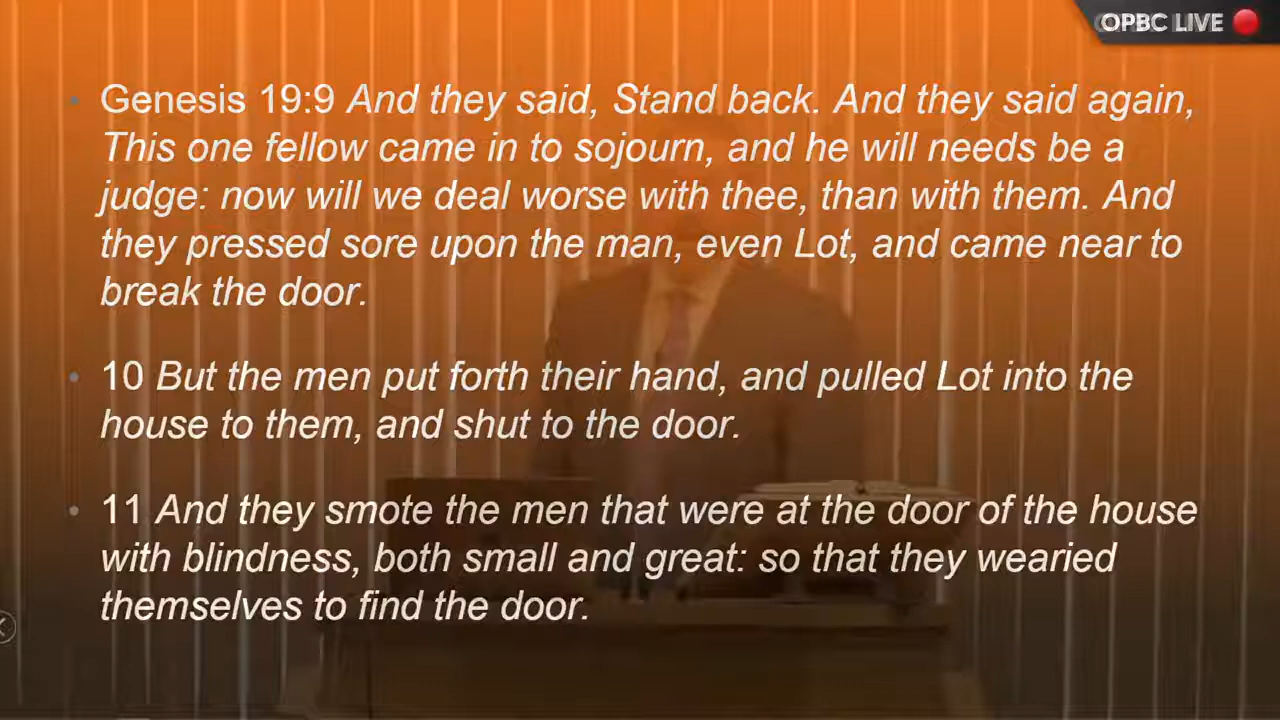 OPBC LIVE
• Genesis 19:9 And they said, Stand back. And they said again,
This one fellow came in to sojourn, and he will needs be a
judge: now will we deal worse with thee, than with them. And
they pressed sore upon the man, even Lot, and came near to
break the door.
• 10 But the men put forth their hand, and pulled Lot into the
house to them, and shut to the door.
• 11 And they smote the men that were at the door of the house
with blindness, both small and great: so that they wearied
themselves to find the door.